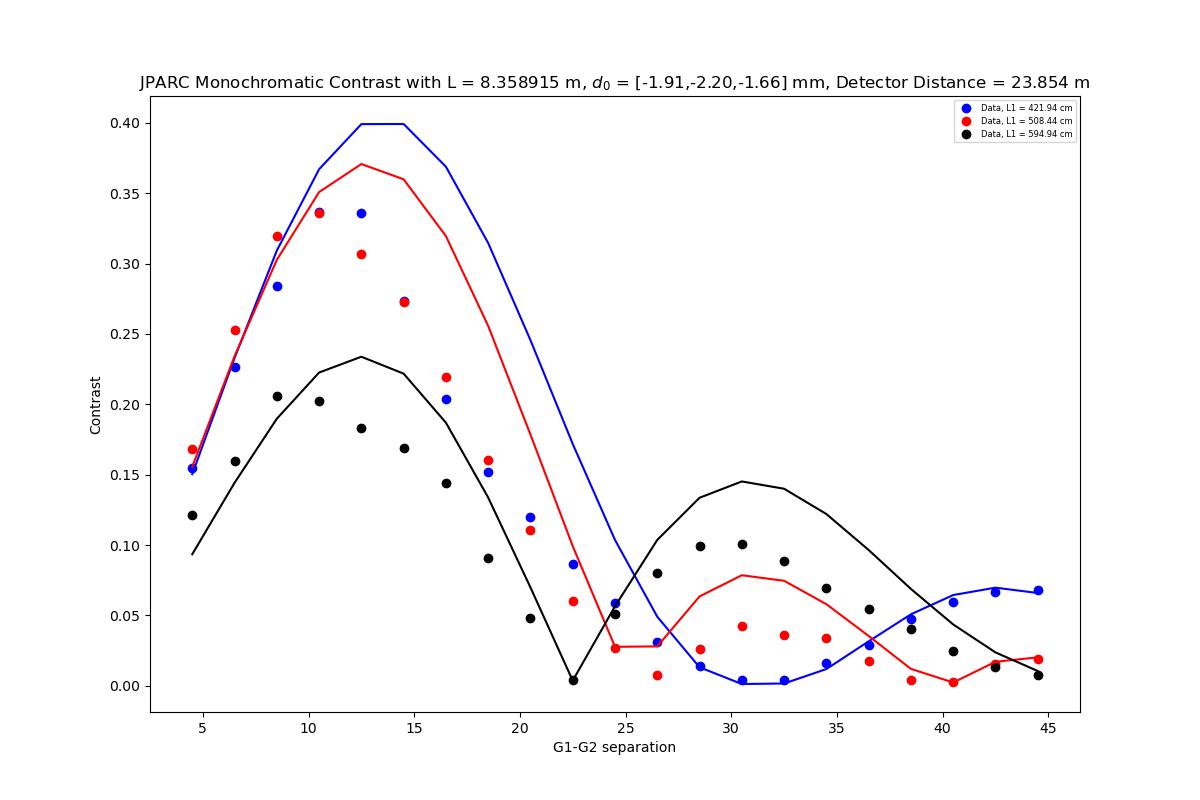 JPARC Monochromatic Contrast with L = 8.358915 m, d₀ = [-1.91,-2.20,-1.66] mm, Detector Distance = 23.854 m
Data, L1 = 421.94 cm
Data, L1 = 508.44 cm
Data, L1 = 594.94 cm
0.40
0.35
0.30
0.25
0.20
0.15
0.10
0.05
0.00
Contrast
5 10 15 20 25 30 35 40 45
G1-G2 separation